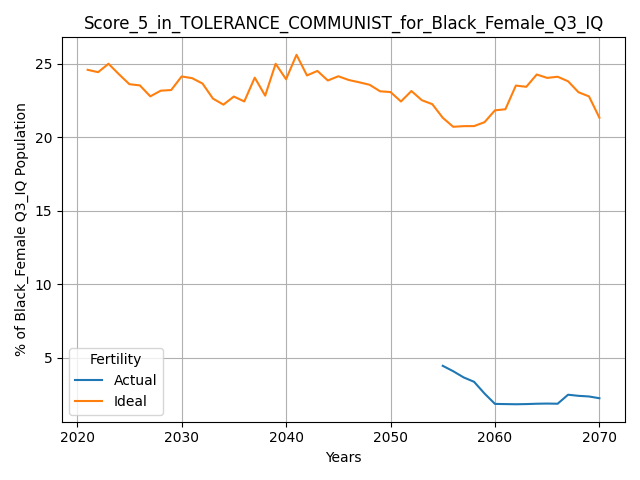 Score_5_in_TOLERANCE_COMMUNIST_for_Black_Female_Q3_IQ
% of Black_Female Q3_IQ Population
25
20
15
10
5
Fertility
Actual
Ideal
2020
2030
2040
2050
2060
2070
Years